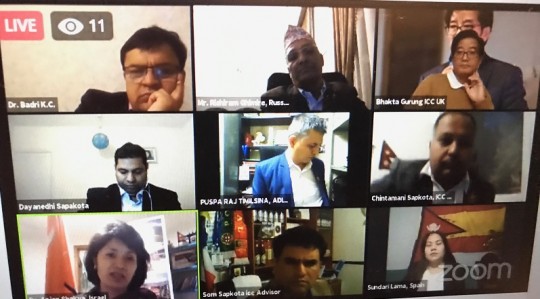 LIVE 11
Dr. Badri K.C.
Mr. Rishiram Ghimire, Russ...
Bhakta Gurung ICC UK
Dayanedhi Sapakota
PUSPA RAJ TIMILSINA, ADI...
Chintamani Sapkota, ICC ...
Israel
Som Sapkota icc Advisor
Sundari Lama, Spain
zoom